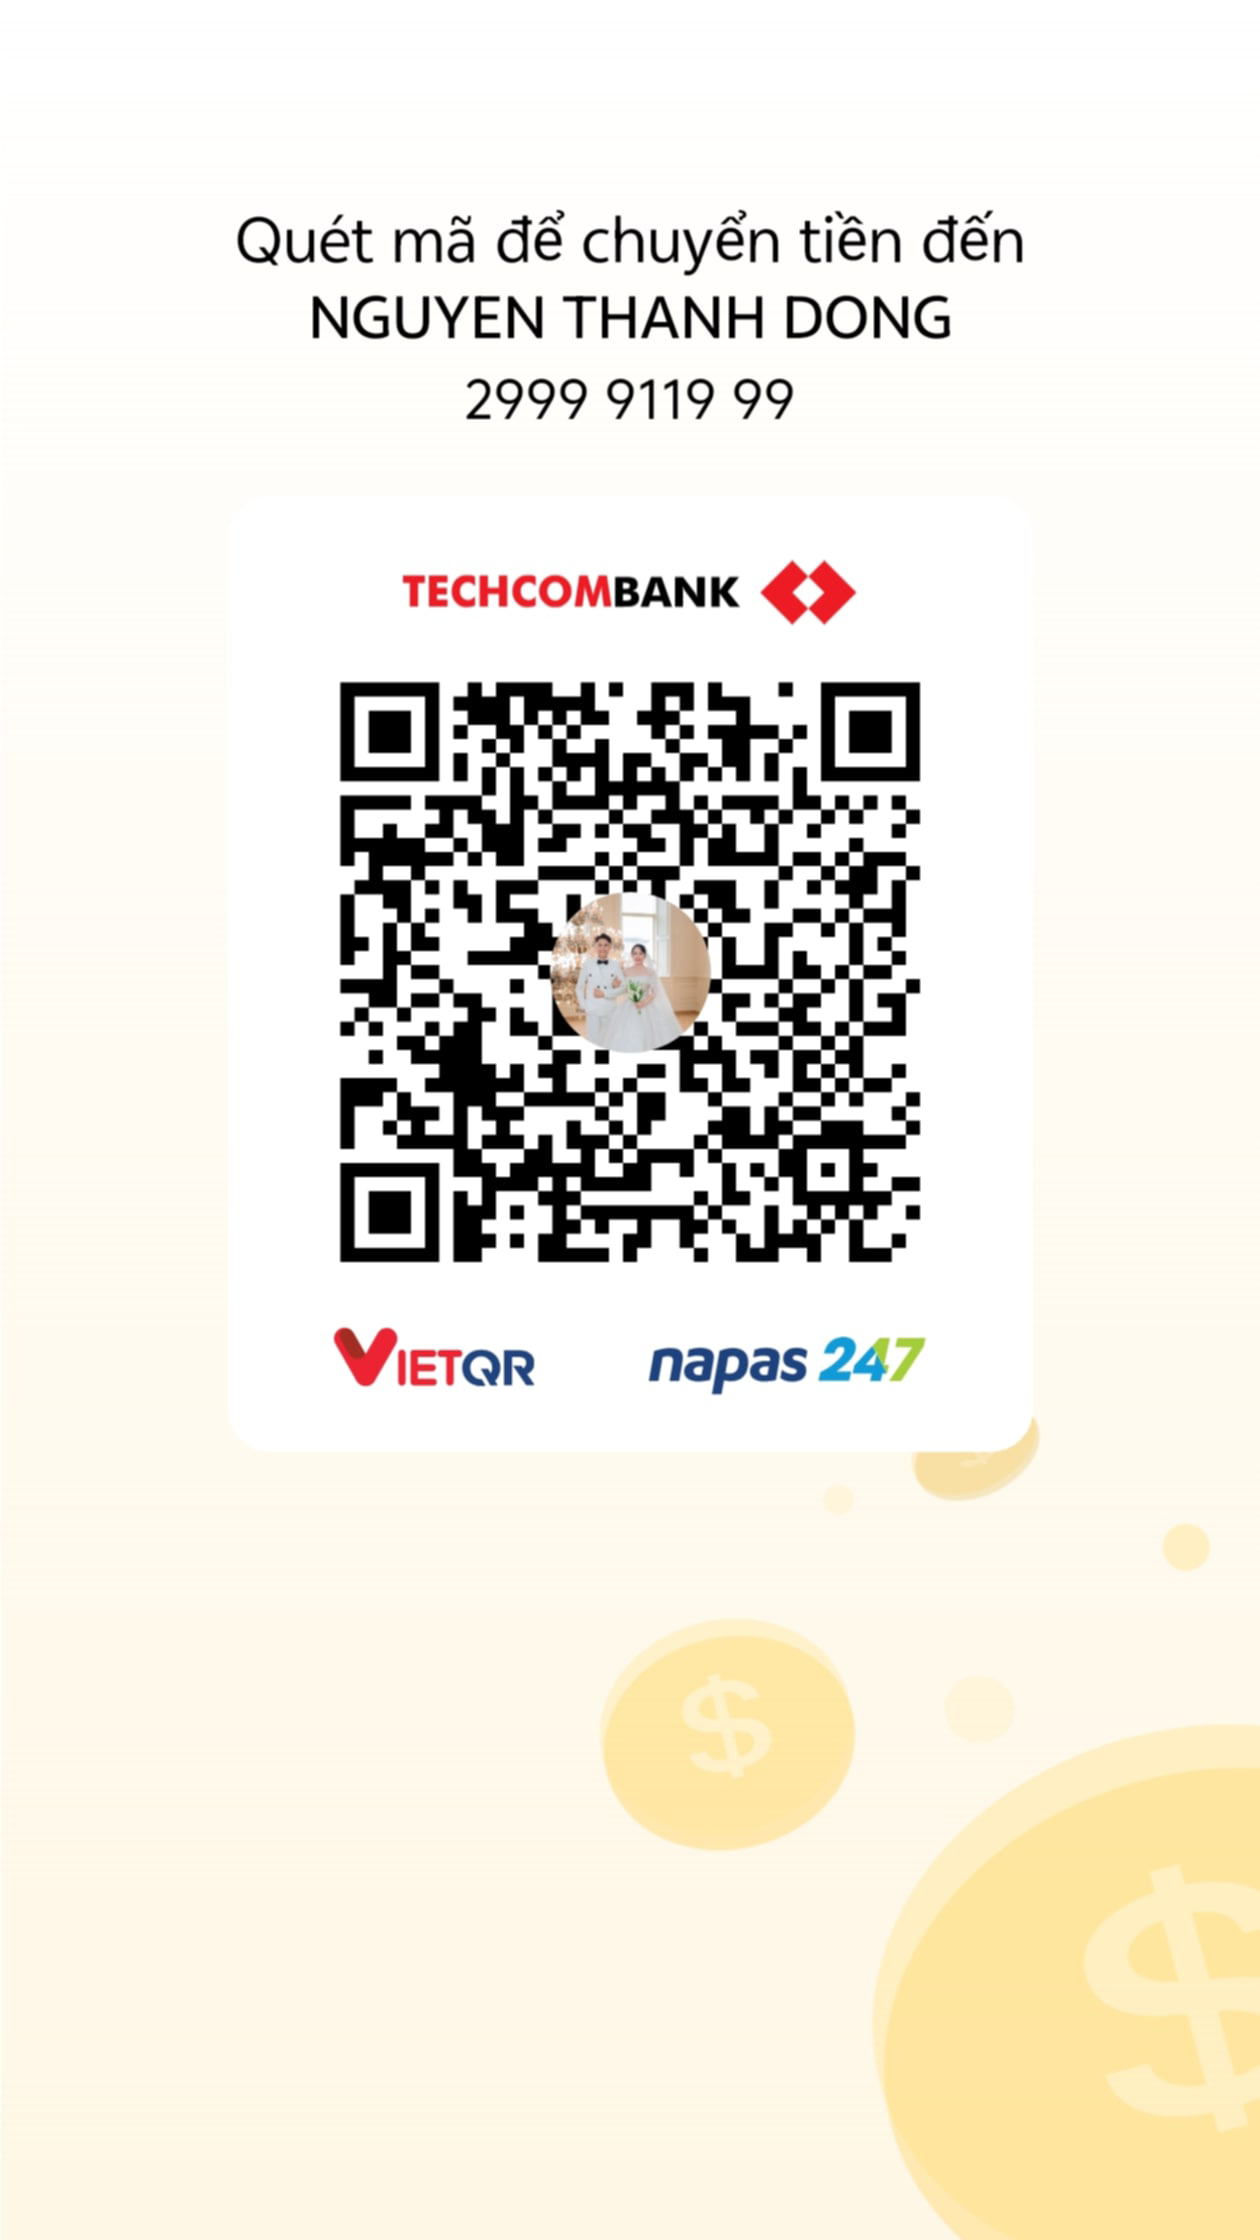 Quét mã để chuyển tiền đến
NGUYEN THANH DONG
2999 9119 99
TECHCOMBANK
VIETQR
napas 247
$
$
$